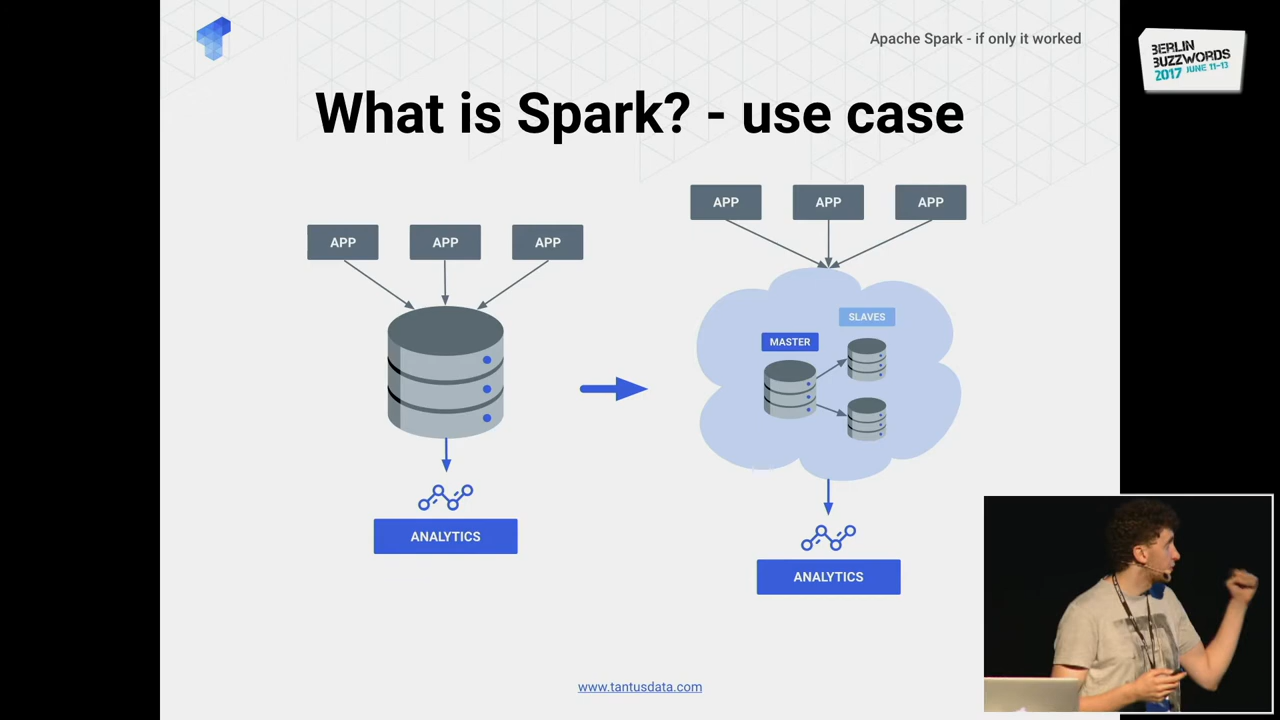 Apache Spark - if only it worked
BERLIN
BUZZWORDS
2017 JUNE 11-13
What is Spark? - use case
APP
APP
APP
ANALYTICS
APP
APP
APP
SLAVES
MASTER
ANALYTICS
www.tantusdata.com